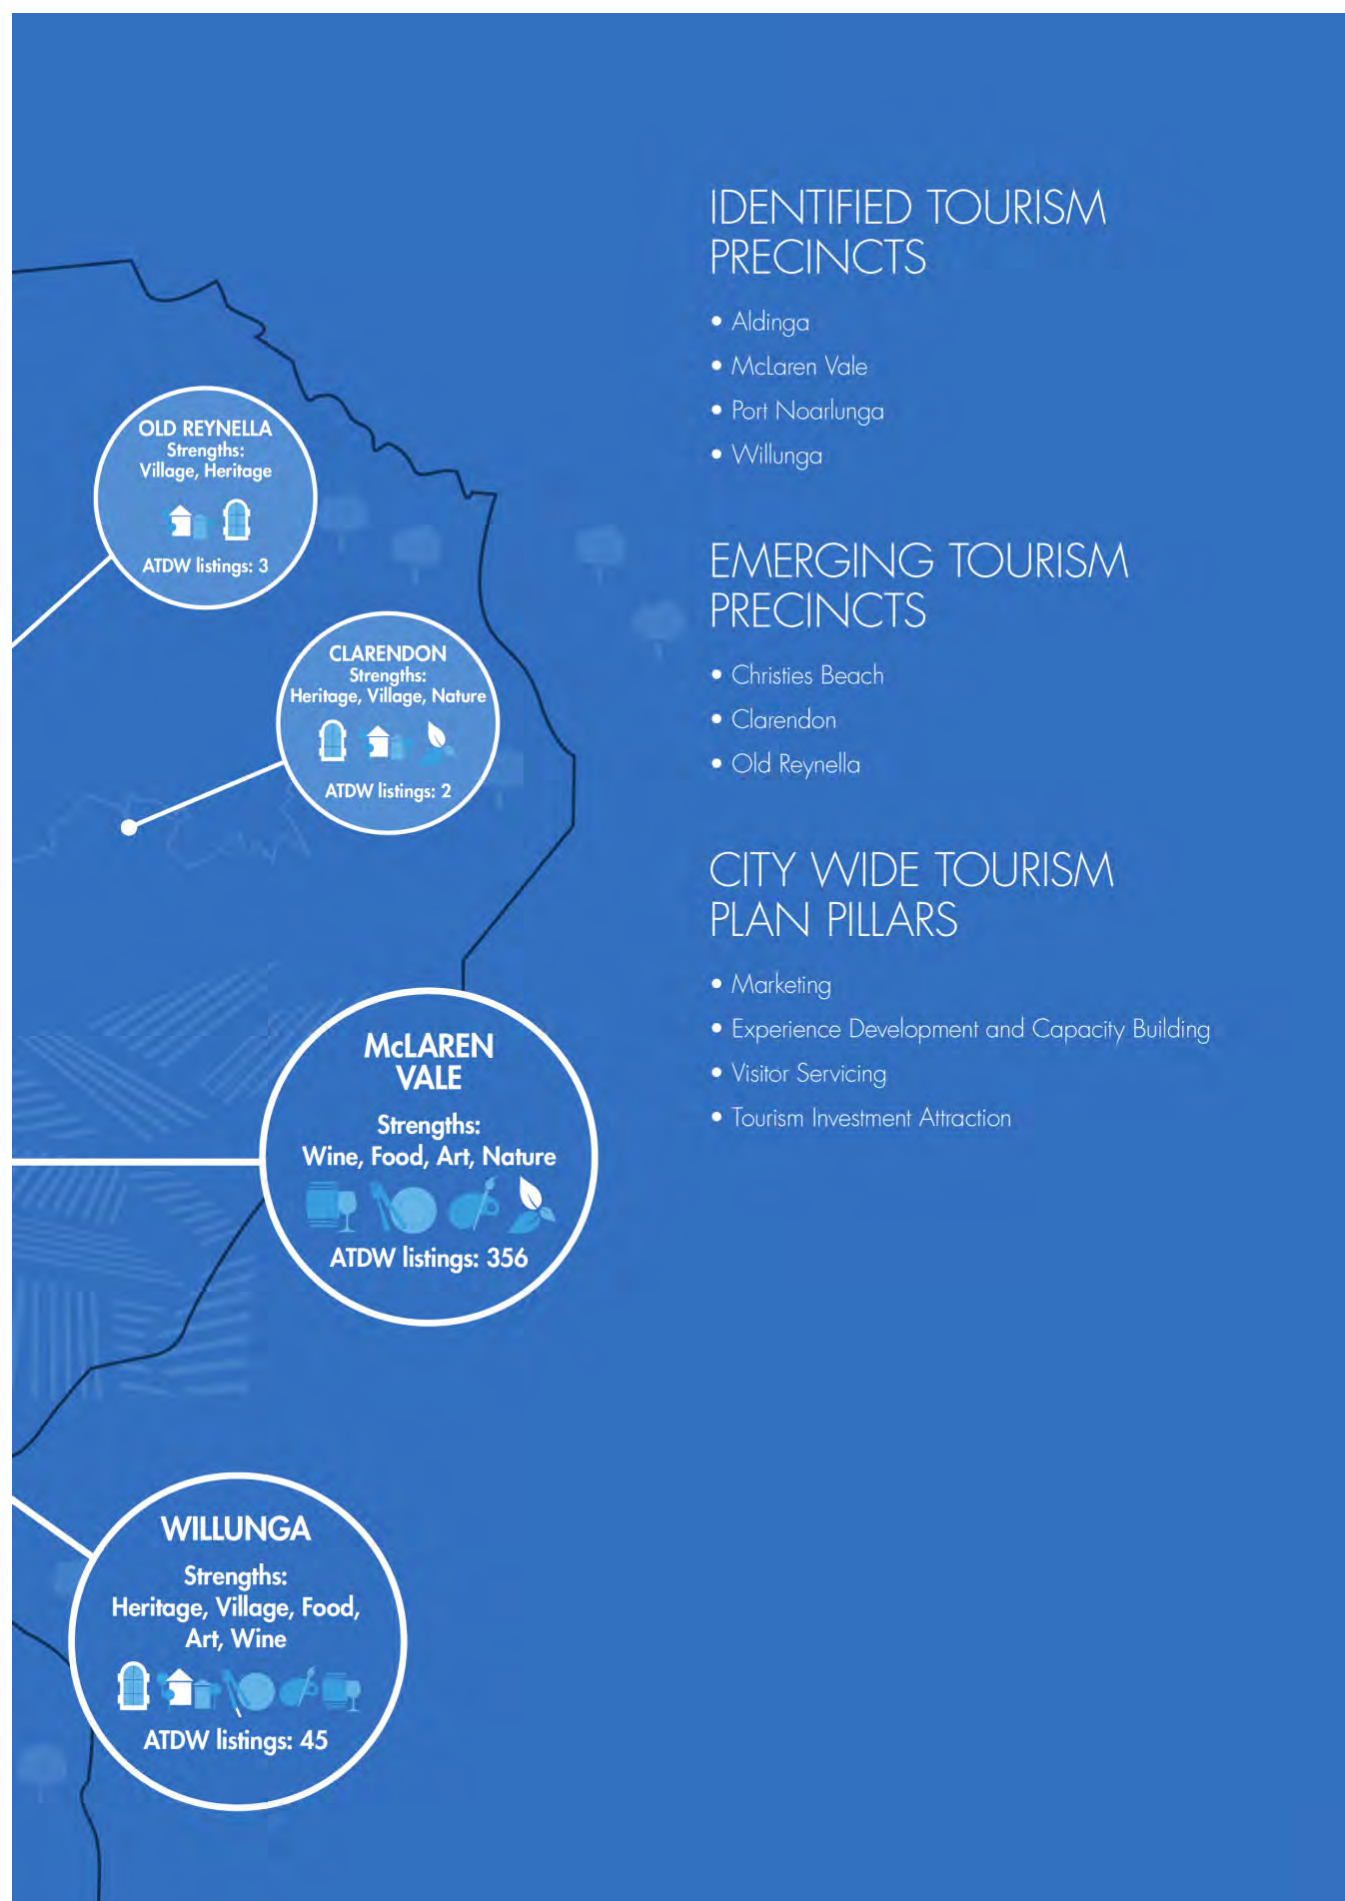 OLD REYNELLA
Strengths:
Village, Heritage
ATDW listings: 3
CLARENDON
Strengths:
Heritage, Village, Nature
ATDW listings: 2
McLAREN
VALE
Strengths:
Wine, Food, Art, Nature
ATDW listings: 356
WILLUNGA
Strengths:
Heritage, Village, Food,
Art, Wine
ATDW listings: 45
IDENTIFIED TOURISM
PRECINCTS
• Aldinga
• McLaren Vale
• Port Noarlunga
• Willunga
EMERGING TOURISM
PRECINCTS
• Christies Beach
• Clarendon
• Old Reynella
CITY WIDE TOURISM
PLAN PILLARS
• Marketing
• Experience Development and Capacity Building
• Visitor Servicing
• Tourism Investment Attraction